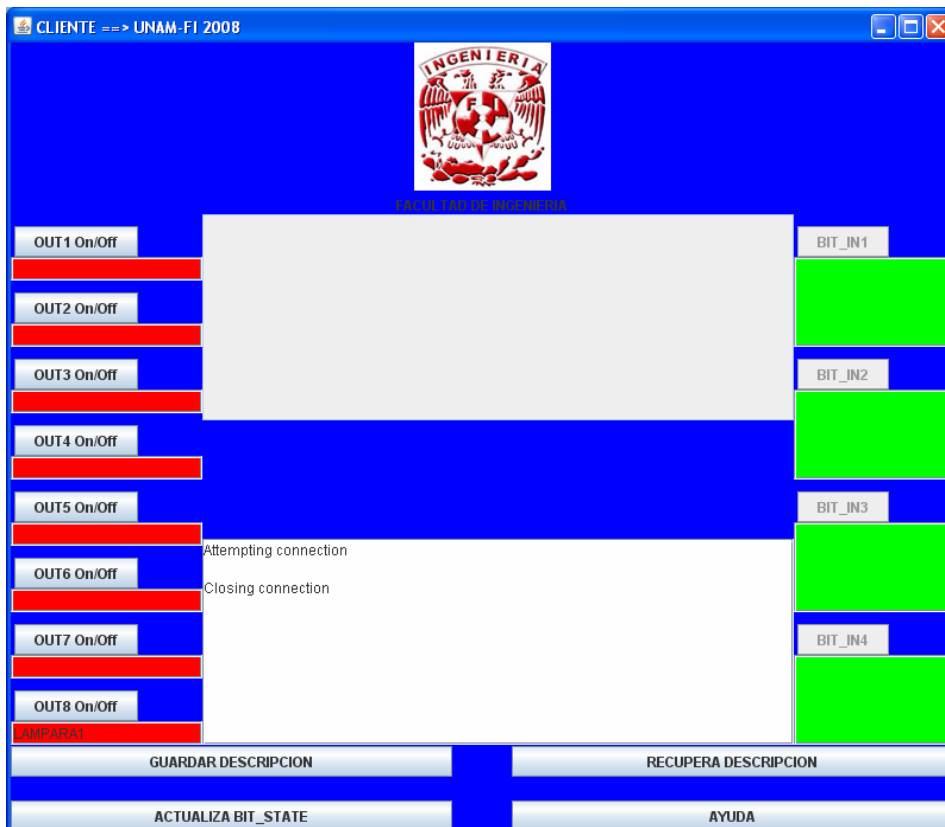 CLIENTE ==> UNAM-FI 2008
INGENIERIA
F I
FACULTAD DE INGENIERIA
OUT1 On/Off
BIT_IN1
OUT2 On/Off
OUT3 On/Off
BIT_IN2
OUT4 On/Off
OUT5 On/Off
BIT_IN3
Attempting connection
OUT6 On/Off
Closing connection
OUT7 On/Off
BIT_IN4
OUT8 On/Off
LAMPARA1
GUARDAR DESCRIPCION
RECUPERA DESCRIPCION
ACTUALIZA BIT_STATE
AYUDA